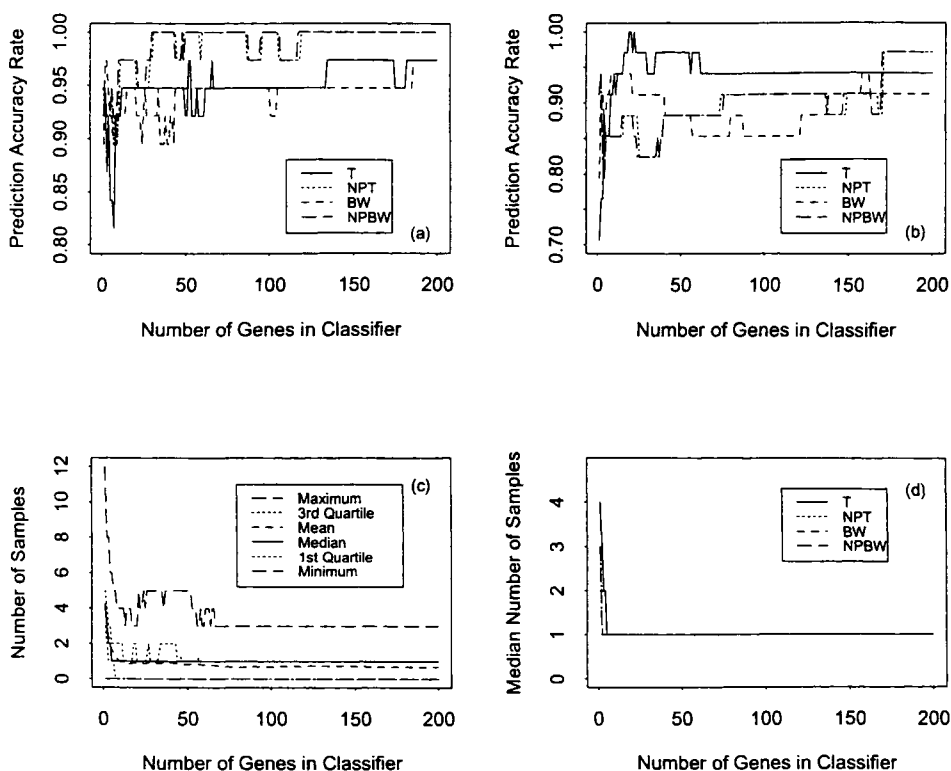 Prediction Accuracy Rate
1.00
0.95
0.90
0.85
0.80
T
NPT
BW
NPBW
(a)
0 50 100 150 200
Number of Genes in Classifier
Prediction Accuracy Rate
1.00
0.90
0.80
0.70
T
NPT
BW
NPBW
(b)
0 50 100 150 200
Number of Genes in Classifier
Number of Samples
12
10
8
6
4
2
0
(c)
Maximum
3rd Quartile
Mean
Median
1st Quartile
Minimum
0 50 100 150 200
Number of Genes in Classifier
Median Number of Samples
4
3
2
1
0
(d)
T
NPT
BW
NPBW
0 50 100 150 200
Number of Genes in Classifier